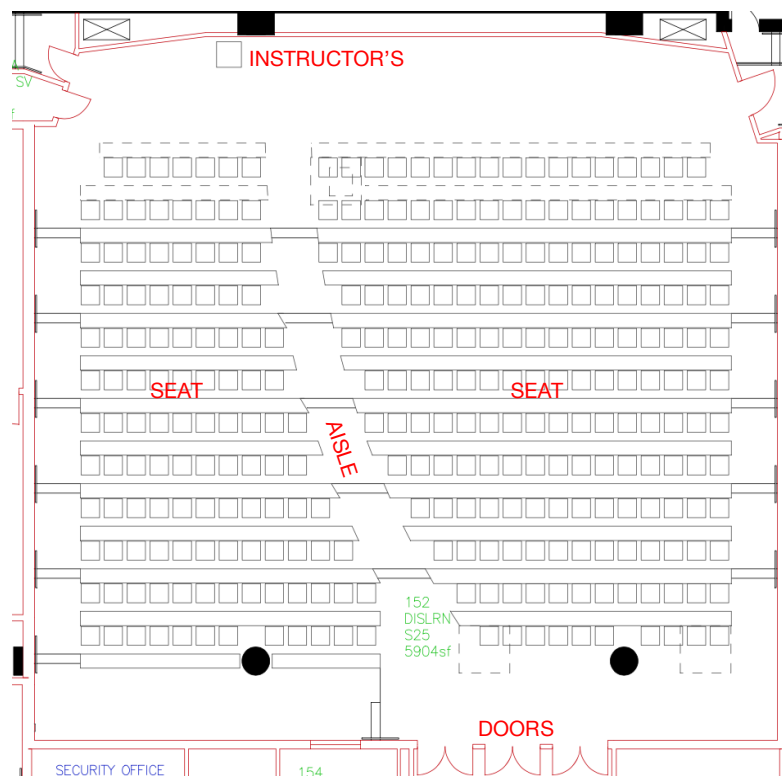 INSTRUCTOR'S
SV
SEAT
SEAT
AISLE
152
DISLRN
S25
5904sf
DOORS
SECURITY OFFICE
154